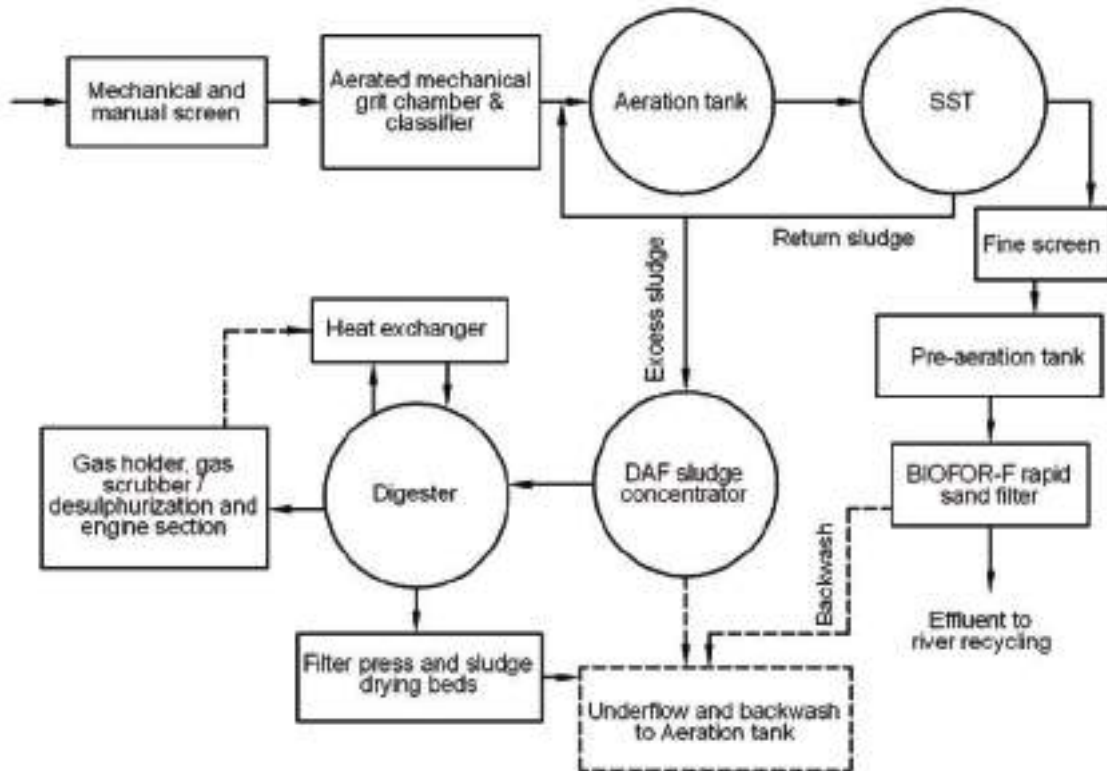 Mechanical and
manual screen
Aerated mechanical
grit chamber &
classifier
Aeration tank
SST
Return sludge
Fine screen
Excess sludge
Heat exchanger
Pre-aeration tank
Gas holder, gas
scrubber /
desulphurization and
engine section
Digester
DAF sludge
concentrator
BIOFOR-F rapid
sand filter
Backwash
Effluent to
river recycling
Filter press and sludge
drying beds
Underflow and backwash
to Aeration tank